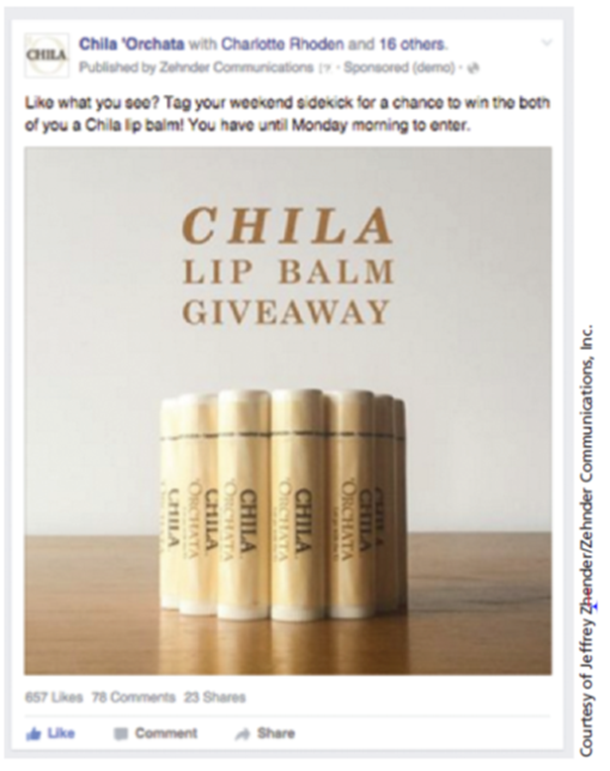 CHILA
Chila 'Orchata with Charlotte Rhoden and 16 others.
Published by Zehnder Communications · Sponsored (demo) ·
Like what you see? Tag your weekend sidekick for a chance to win the both
of you a Chila lip balm! You have until Monday morning to enter.
CHILA
LIP BALM
GIVEAWAY
CHILA
'ORCHATA
CHILA
'ORCHATA
CHILA
'ORCHATA
CHILA
'ORCHATA
CHILA
657 Likes 78 Comments 23 Shares
Like Comment Share
Courtesy of Jeffrey Zhender/Zehnder Communications, Inc.